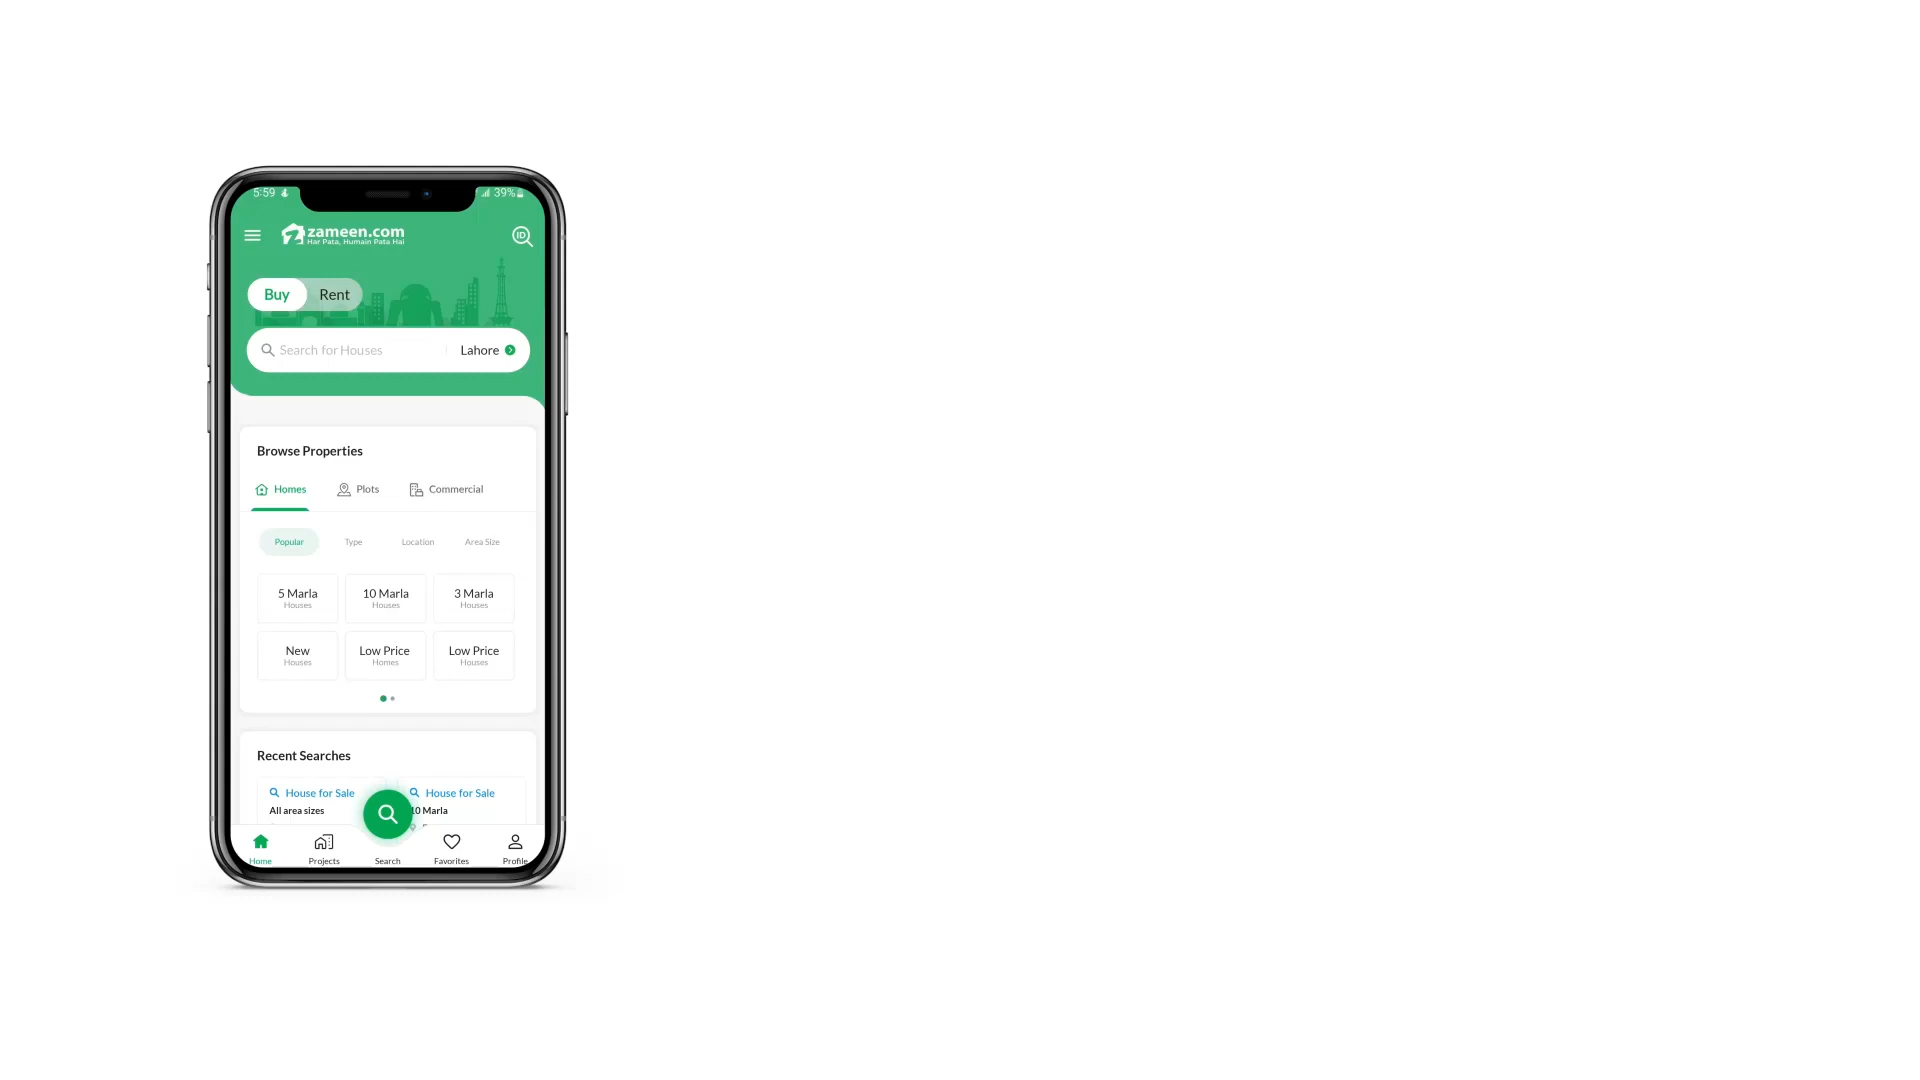 5:59
39%
zameen.com
Har Pata, Humain Pata Hai
ID
Buy
Rent
Search for Houses
Lahore
Browse Properties
Homes
Plots
Commercial
Popular
Type
Location
Area Size
5 Marla
Houses
10 Marla
Houses
3 Marla
Houses
New
Houses
Low Price
Homes
Low Price
Houses
Recent Searches
House for Sale
All area sizes
House for Sale
10 Marla
Home
Projects
Search
Favorites
Profile